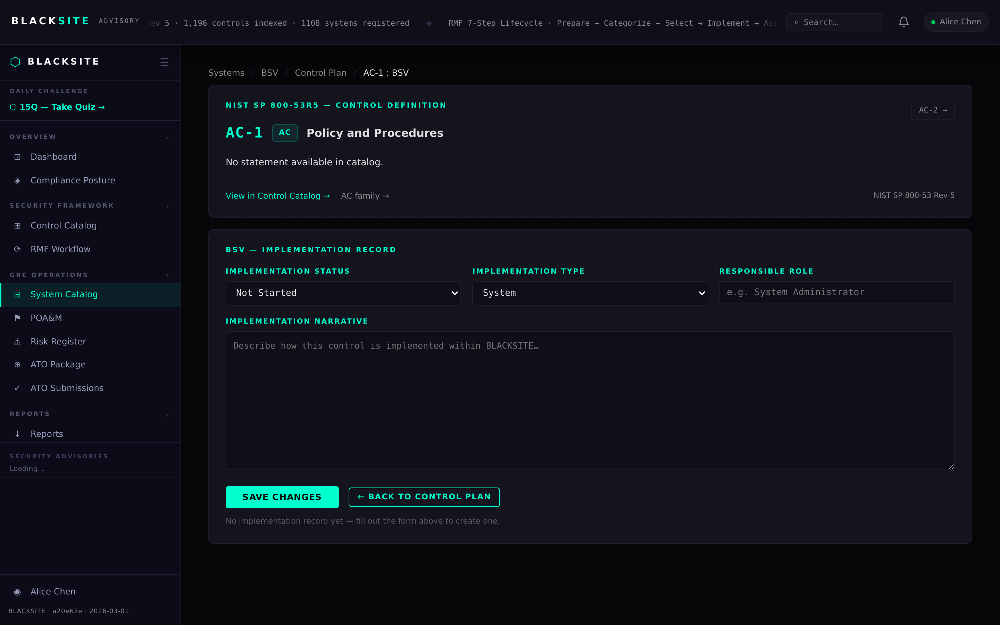 BLACKSITE ADVISORY
5 · 1,196 controls indexed · 1108 systems registered ◆ RMF 7-Step Lifecycle · Prepare → Categorize → Select → Implement →
Search…
Alice Chen
BLACKSITE
DAILY CHALLENGE
15Q — Take Quiz →
OVERVIEW
Dashboard
Compliance Posture
SECURITY FRAMEWORK
Control Catalog
RMF Workflow
GRC OPERATIONS
System Catalog
POA&M
Risk Register
ATO Package
ATO Submissions
REPORTS
Reports
SECURITY ADVISORIES
Loading…
Alice Chen
BLACKSITE · a20e62e · 2026-03-01
Systems / BSV / Control Plan / AC-1 : BSV
NIST SP 800-53R5 — CONTROL DEFINITION
AC-2 →
AC-1 AC Policy and Procedures
No statement available in catalog.
View in Control Catalog → AC family → NIST SP 800-53 Rev 5
BSV — IMPLEMENTATION RECORD
IMPLEMENTATION STATUS IMPLEMENTATION TYPE RESPONSIBLE ROLE
Not Started System e.g. System Administrator
IMPLEMENTATION NARRATIVE
Describe how this control is implemented within BLACKSITE…
SAVE CHANGES ← BACK TO CONTROL PLAN
No implementation record yet — fill out the form above to create one.